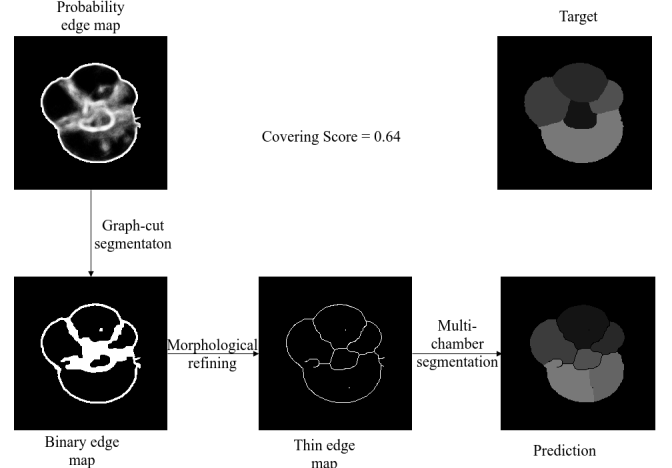 Probability
edge map
Target
Covering Score = 0.64
Graph-cut
segmentaton
Morphological
refining
Multi-
chamber
segmentation
Binary edge
map
Thin edge
map
Prediction